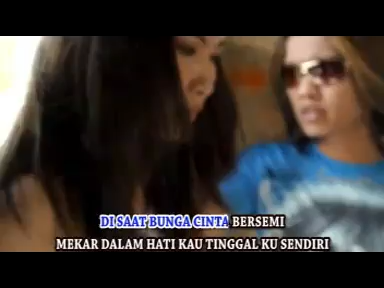 DI SAAT BUNGA CINTA BERSEMI
MEKAR DALAM HATI KAU TINGGAL KU SENDIRI